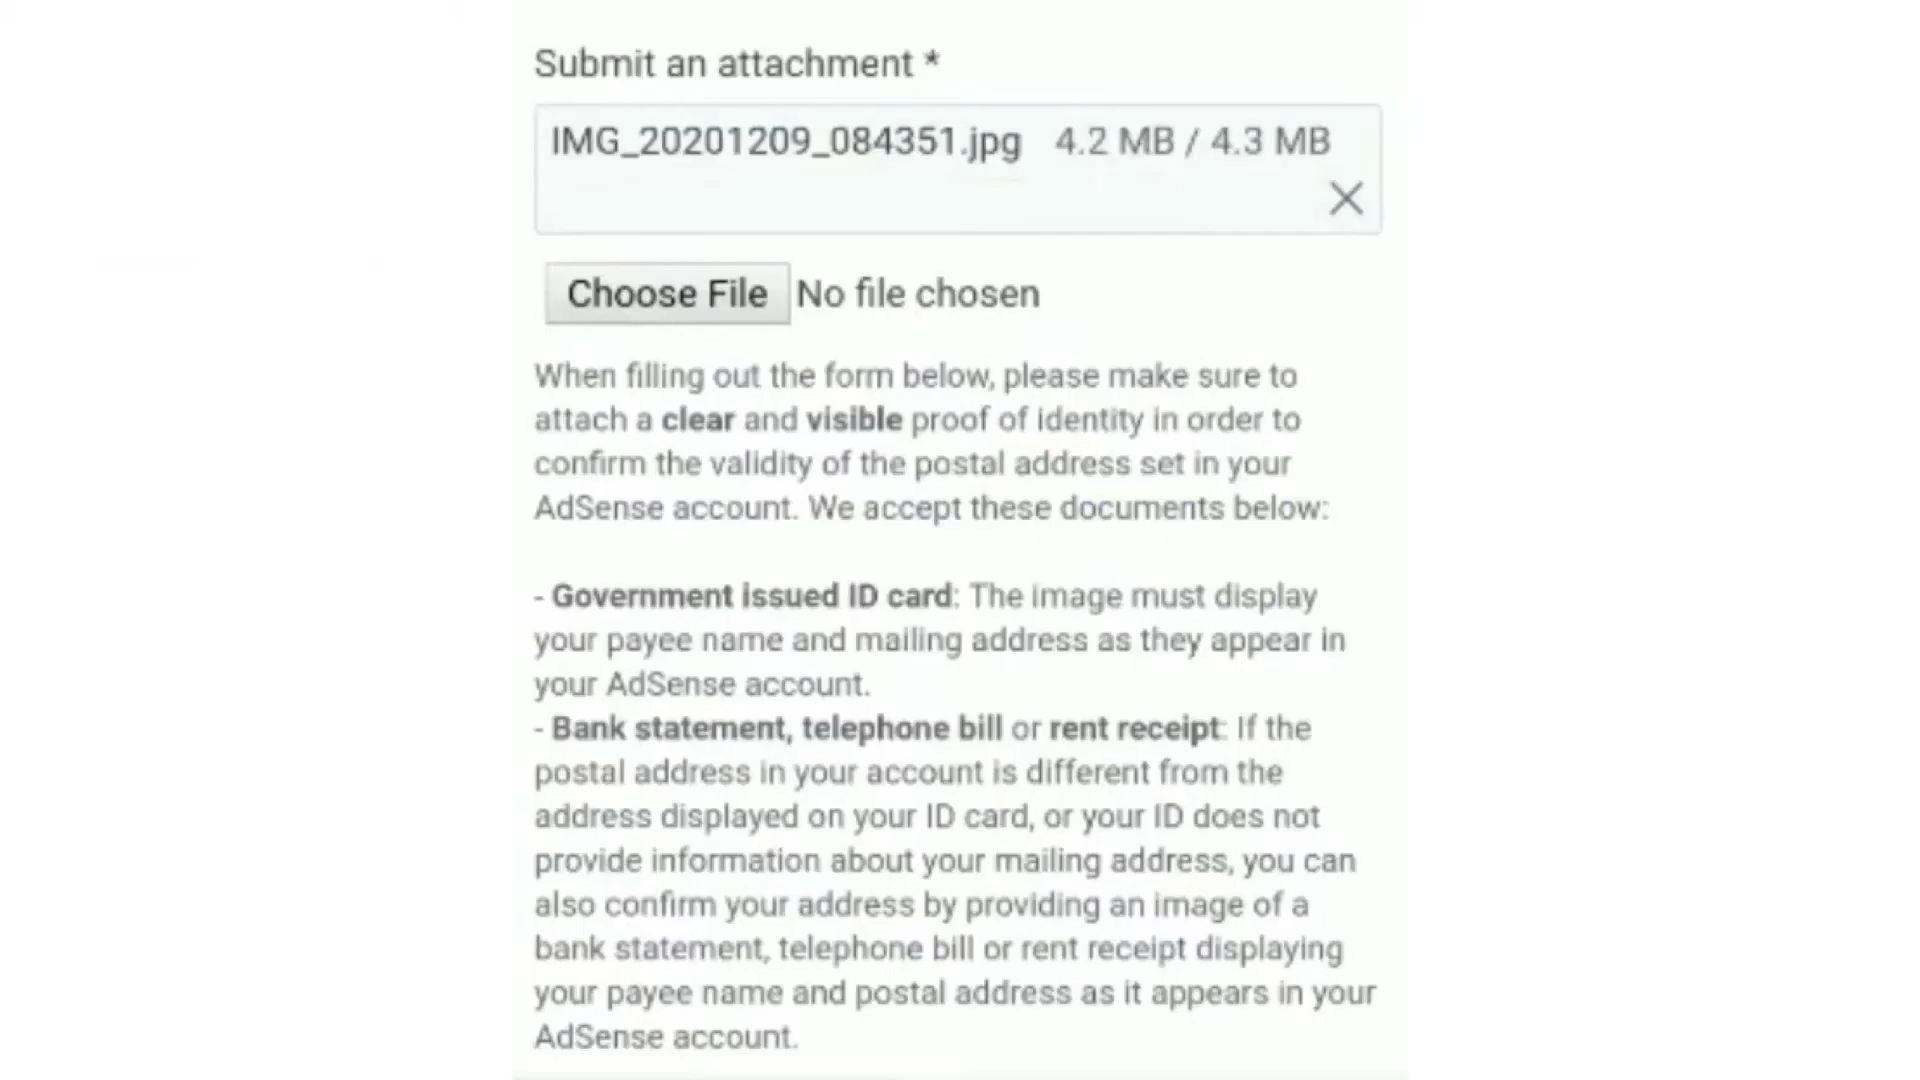 Submit an attachment *
IMG_20201209_084351.jpg 4.2 MB / 4.3 MB
Choose File No file chosen
When filling out the form below, please make sure to
attach a clear and visible proof of identity in order to
confirm the validity of the postal address set in your
AdSense account. We accept these documents below:
- Government issued ID card: The image must display
your payee name and mailing address as they appear in
your AdSense account.
- Bank statement, telephone bill or rent receipt: If the
postal address in your account is different from the
address displayed on your ID card, or your ID does not
provide information about your mailing address, you can
also confirm your address by providing an image of a
bank statement, telephone bill or rent receipt displaying
your payee name and postal address as it appears in your
AdSense account.